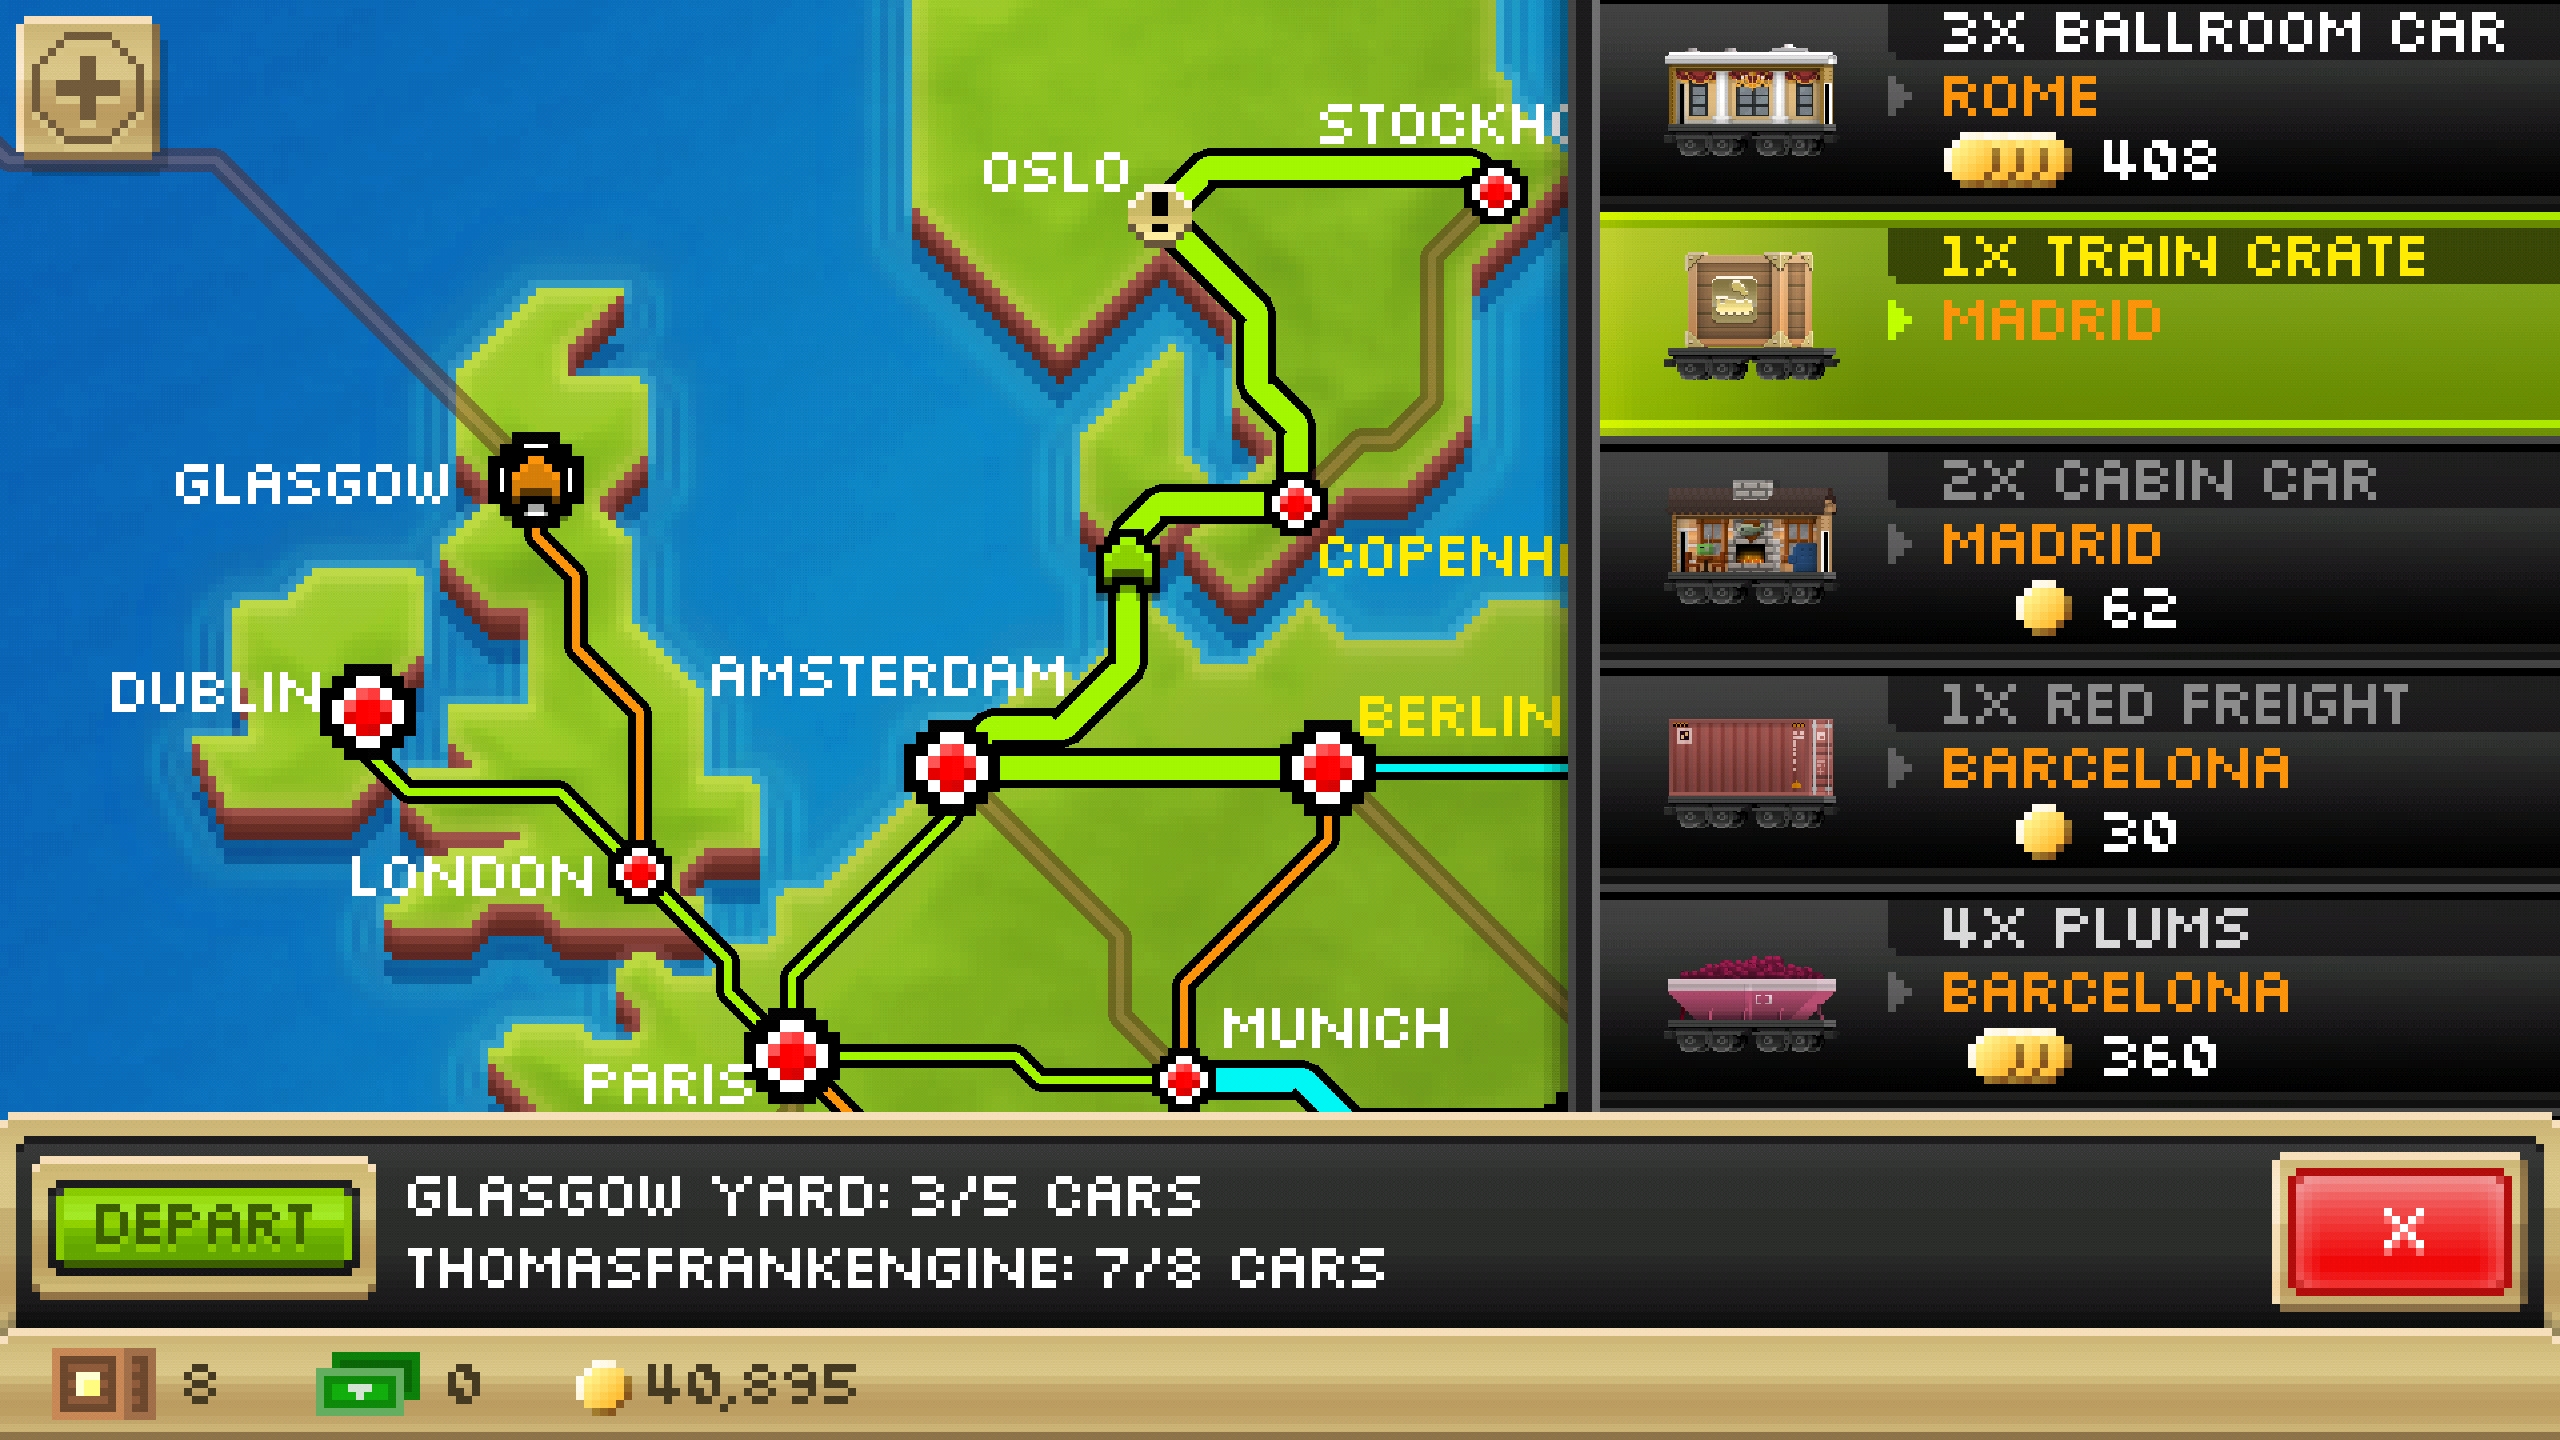 STOCKHO
OSLO
GLASGOW
COPENH
AMSTERDAM
DUBLIN
BERLIN
LONDON
MUNICH
PARIS
3X BALLROOM CAR
ROME
408
1X TRAIN CRATE
MADRID
2X CABIN CAR
MADRID
62
1X RED FREIGHT
BARCELONA
30
4X PLUMS
BARCELONA
360
DEPART
GLASGOW YARD: 3/5 CARS
THOMASFRANKENGINE: 7/8 CARS
X
8
0
40,895